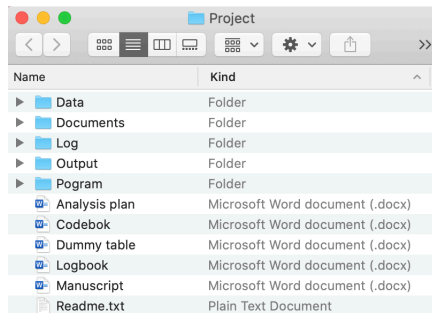 Project
Name Kind
Data Folder
Documents Folder
Log Folder
Output Folder
Pogram Folder
Analysis plan Microsoft Word document (.docx)
Codebok Microsoft Word document (.docx)
Dummy table Microsoft Word document (.docx)
Logbook Microsoft Word document (.docx)
Manuscript Microsoft Word document (.docx)
Readme.txt Plain Text Document